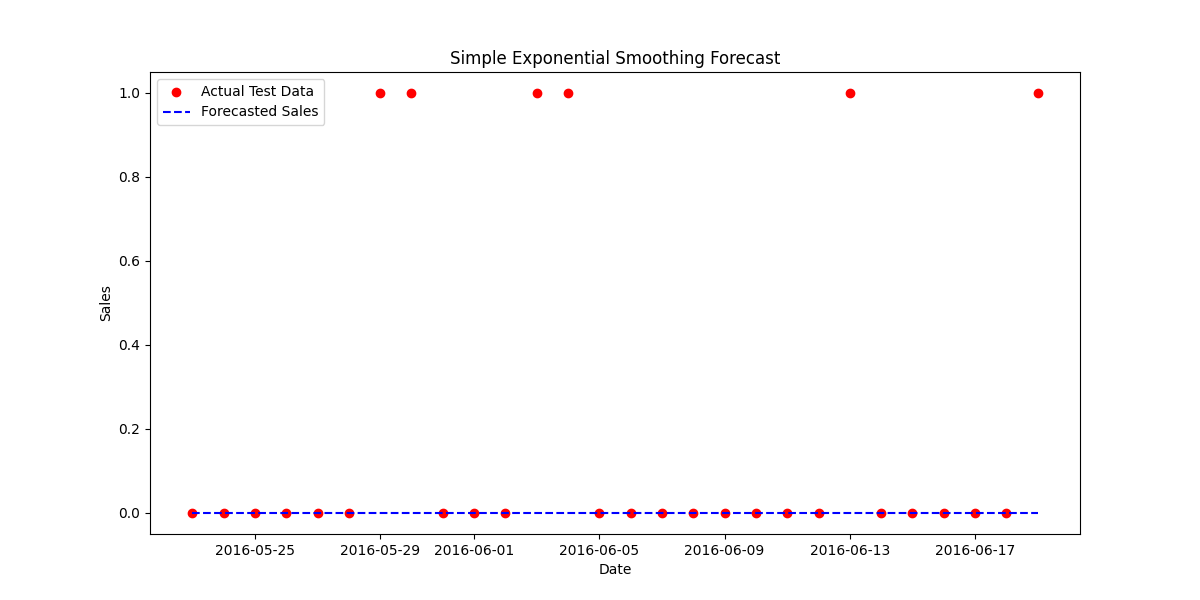 Simple Exponential Smoothing Forecast
Actual Test Data
Forecasted Sales
1.0
0.8
0.6
0.4
0.2
0.0
Sales
2016-05-25 2016-05-29 2016-06-01 2016-06-05 2016-06-09 2016-06-13 2016-06-17
Date